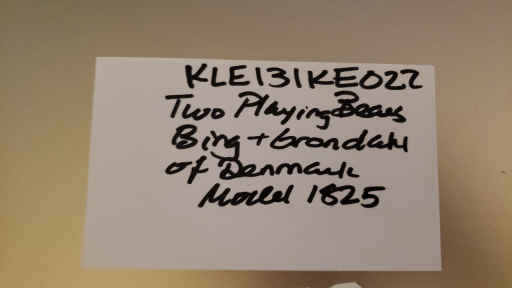 KLE131KE022
Two Playing Bears
Bing + Grondahl
of Denmark
Model 1825